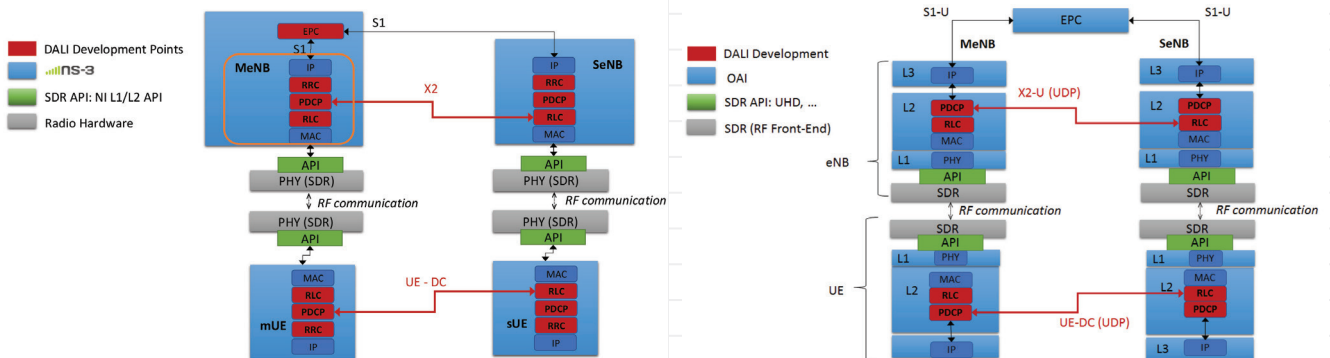 S1
EPC
S1
DALI Development Points
ns-3
SDR API: NI L1/L2 API
Radio Hardware
MeNB
IP
RRC
PDCP
RLC
MAC
API
PHY (SDR)
X2
SeNB
IP
RRC
PDCP
RLC
MAC
API
PHY (SDR)
RF communication
RF communication
PHY (SDR)
API
PHY (SDR)
API
mUE
MAC
RLC
PDCP
RRC
IP
UE - DC
sUE
MAC
RLC
PDCP
RRC
IP
S1-U
EPC
S1-U
DALI Development
OAI
SDR API: UHD, ...
SDR (RF Front-End)
MeNB
SeNB
eNB
L3
IP
L2
PDCP
RLC
MAC
L1
PHY
API
SDR
X2-U (UDP)
L3
IP
L2
PDCP
RLC
MAC
L1
PHY
API
SDR
RF communication
RF communication
UE
SDR
API
L1
PHY
L2
MAC
RLC
PDCP
IP
UE-DC (UDP)
SDR
API
L1
PHY
MAC
L2
RLC
PDCP
L3
IP